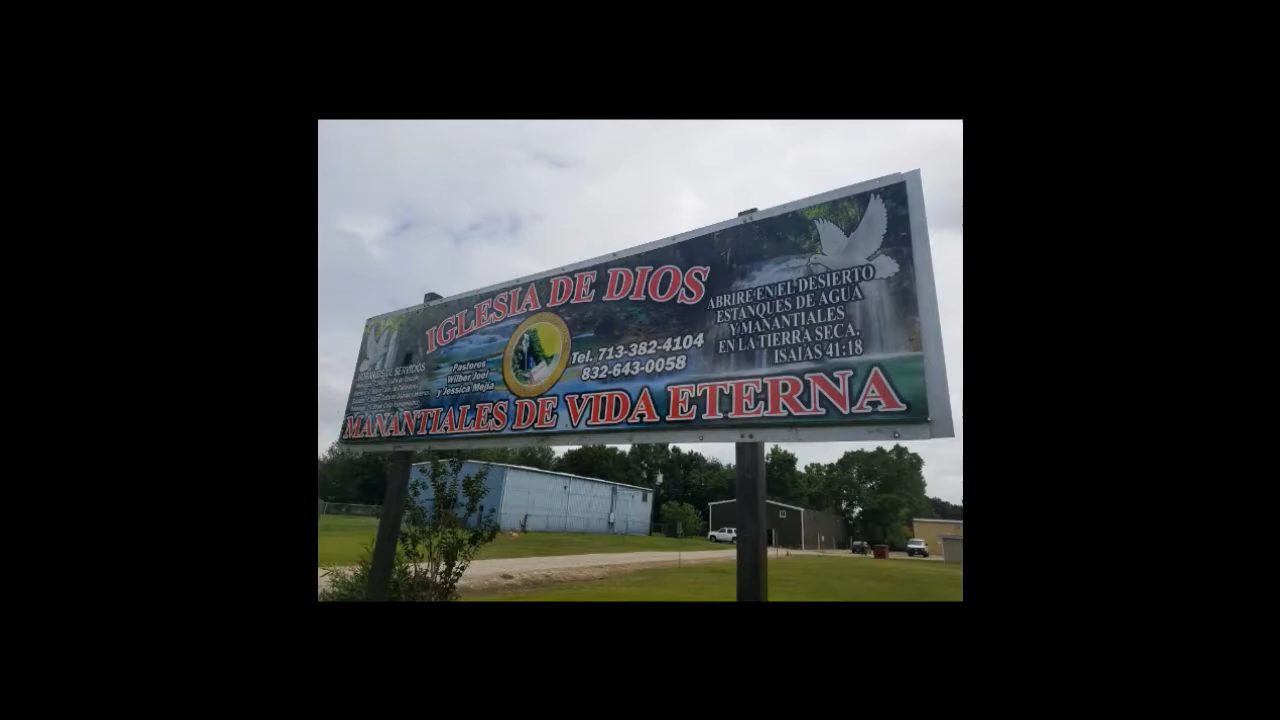 IGLESIA DE DIOS
SERVICIOS
Pastores
Wilber Joel
y Jessica Mejia
Tel. 713-382-4104
832-643-0058
ABRIRE EN EL DESIERTO
ESTANQUES DE AGUA
Y MANANTIALES
EN LA TIERRA SECA.
ISAIAS 41:18
MANANTIALES DE VIDA ETERNA